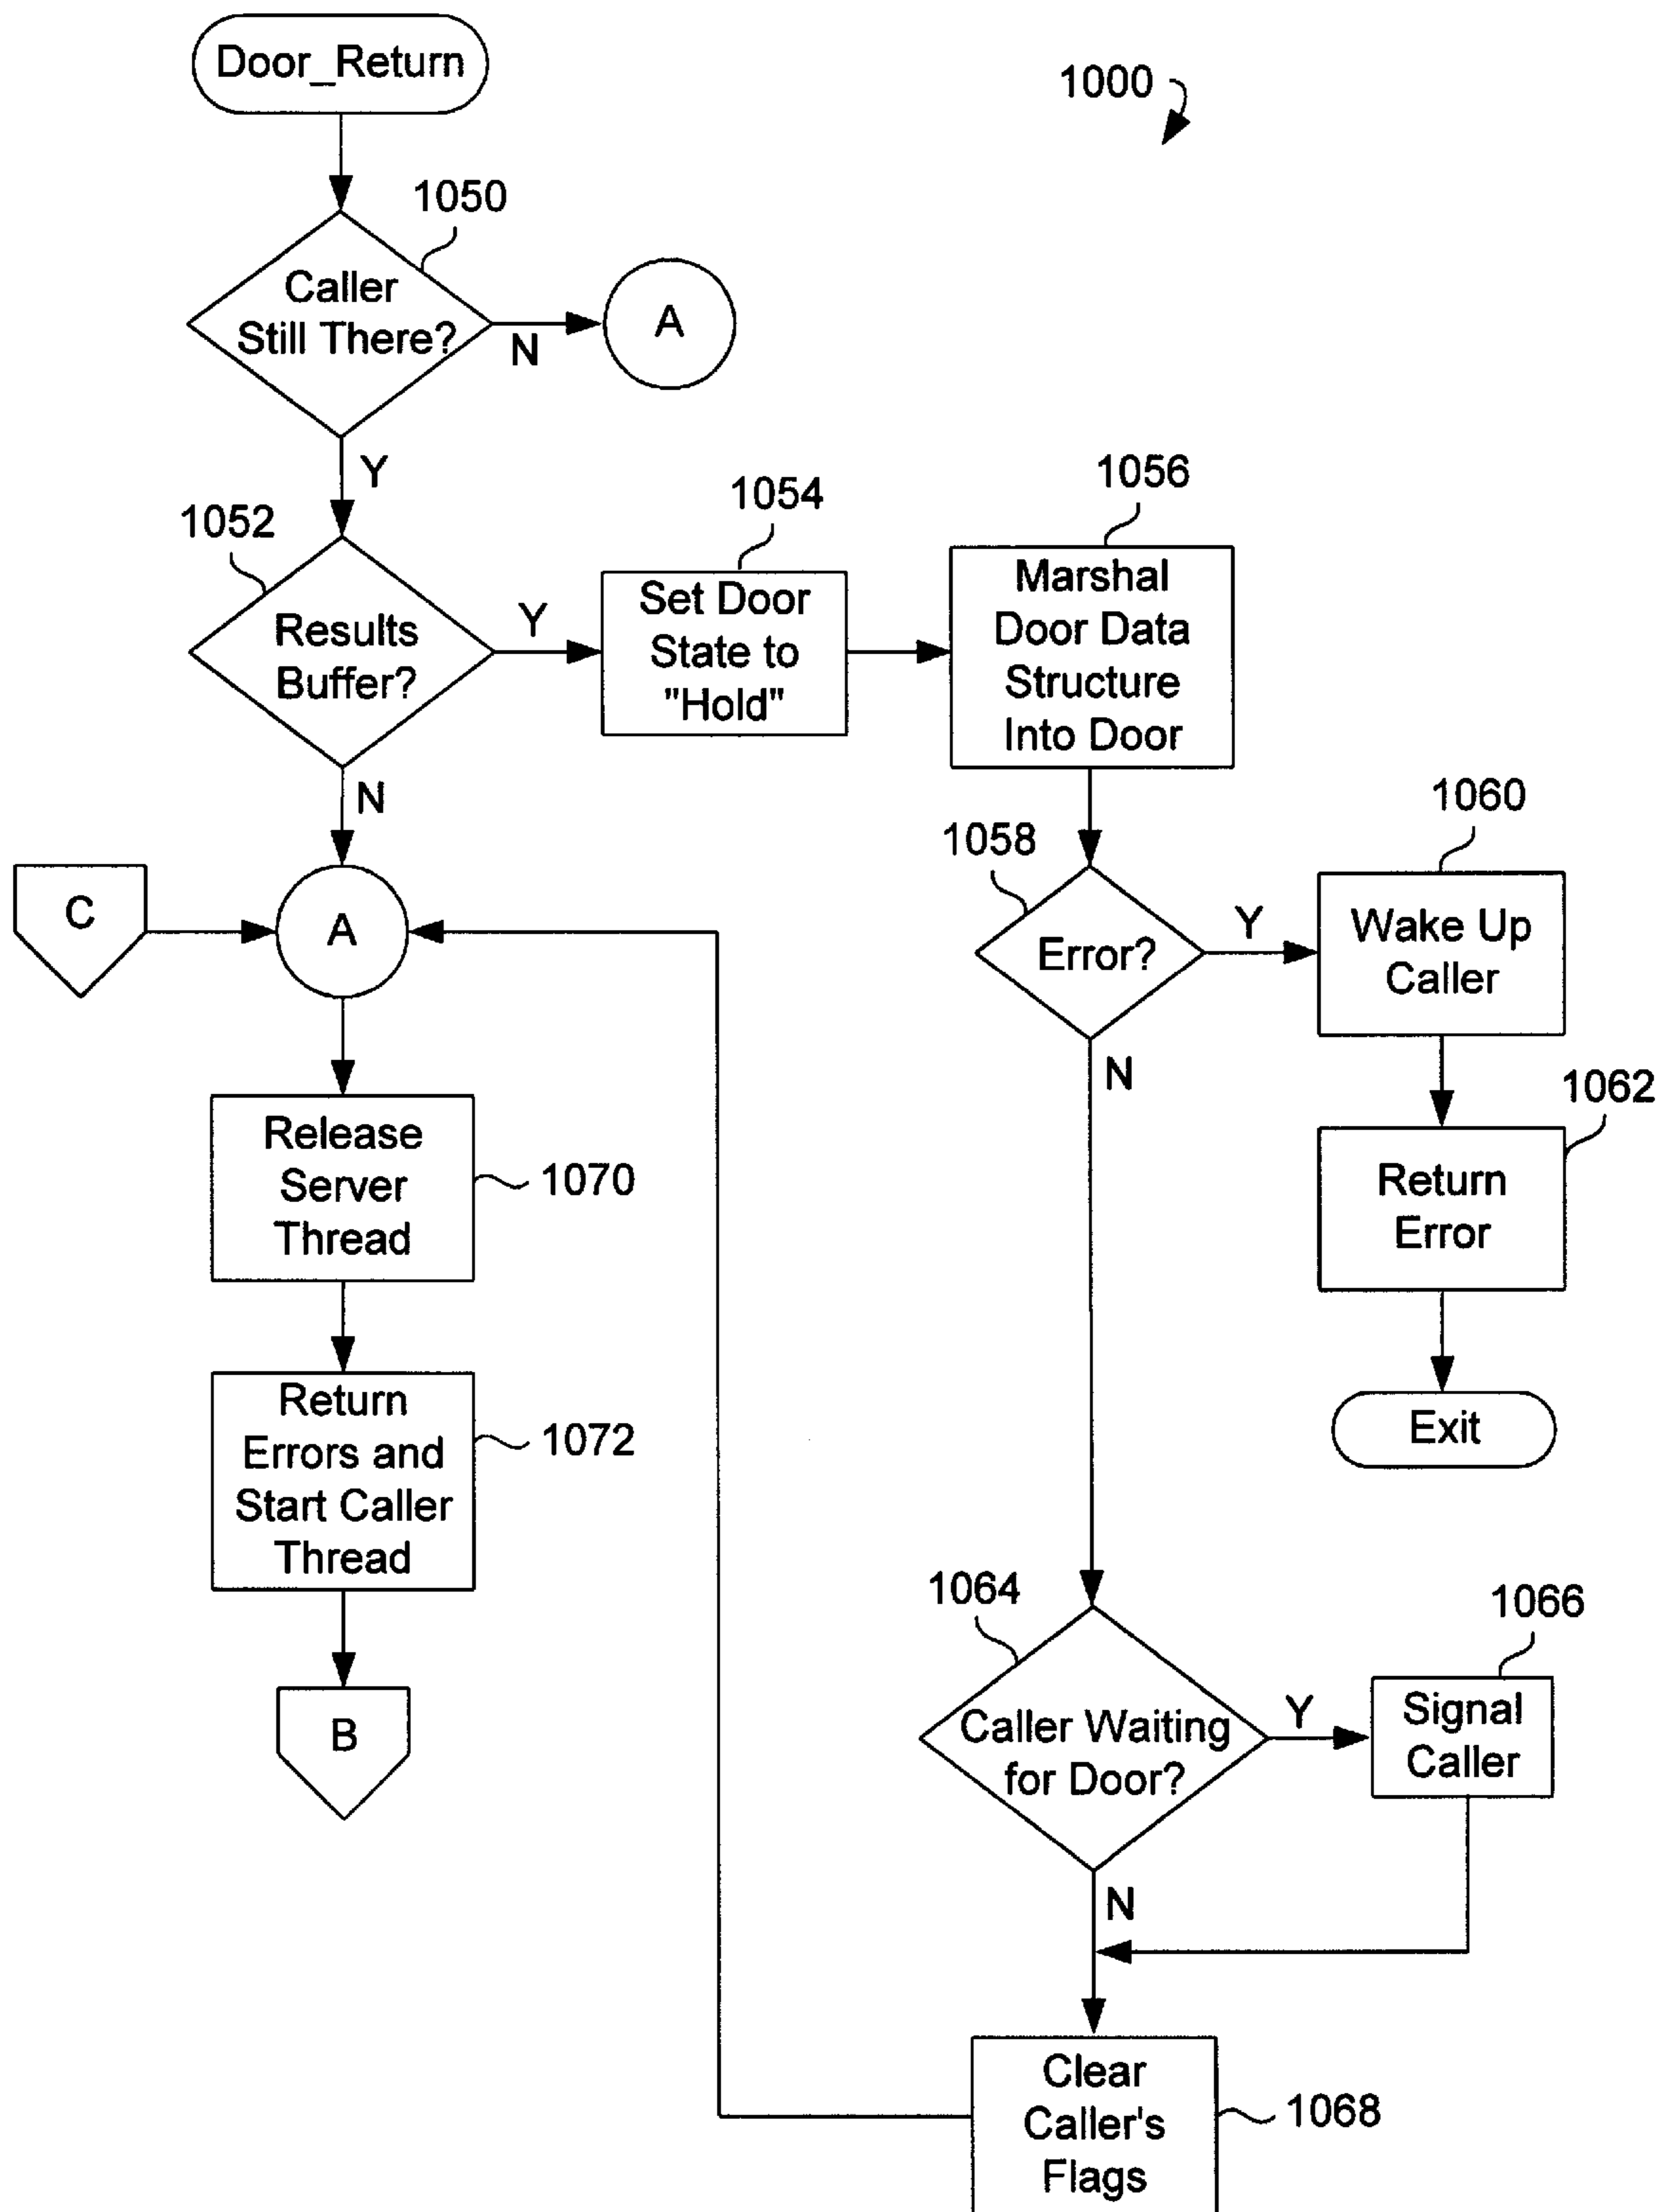 Door_Return
1000
1050
Caller
Still There?
N
A
Y
1052
Results
Buffer?
Y
1054
Set Door
State to
"Hold"
1056
Marshal
Door Data
Structure
Into Door
N
C
A
1058
Error?
Y
1060
Wake Up
Caller
N
1062
Return
Error
Exit
Release
Server
Thread
1070
Return
Errors and
Start Caller
Thread
1072
B
1064
Caller Waiting
for Door?
Y
1066
Signal
Caller
N
Clear
Caller's
Flags
1068